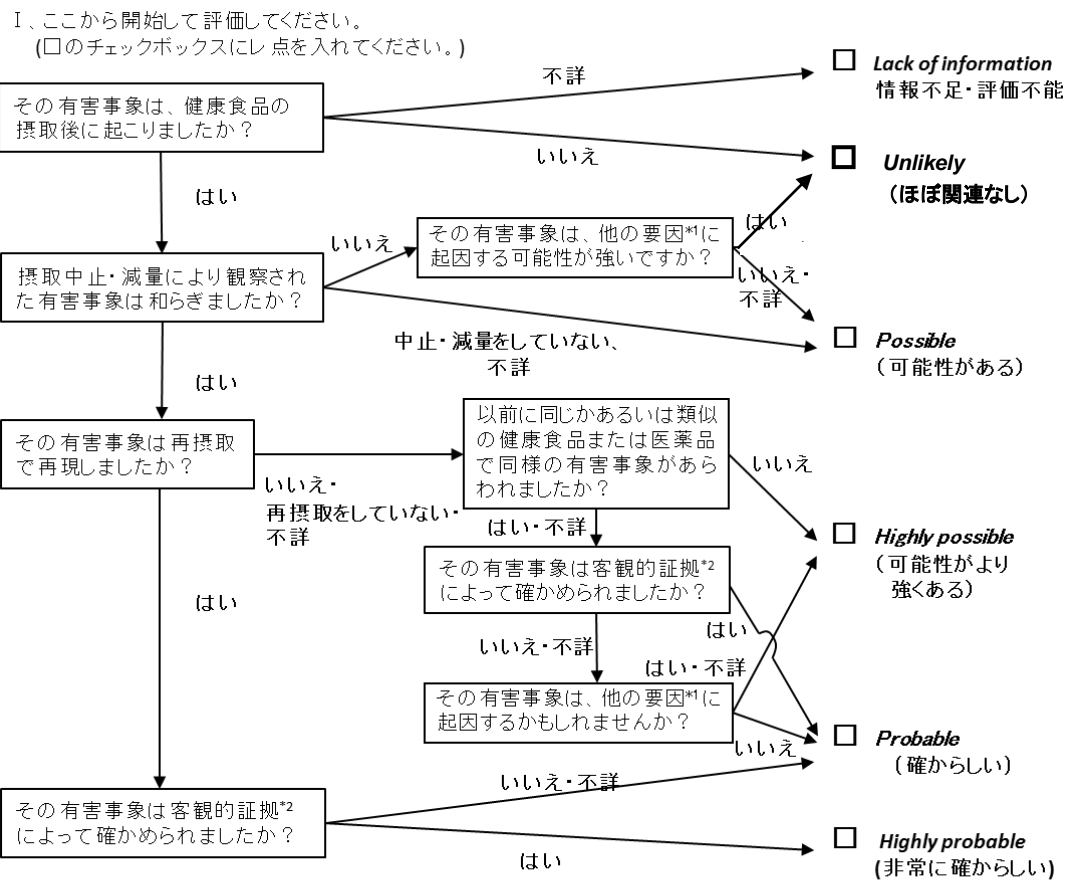 Ⅰ、ここから開始して評価してください。
(□のチェックボックスにレ点を入れてください。)
不詳
□ Lack of information
情報不足・評価不能
その有害事象は、健康食品の
摂取後に起こりましたか？
いいえ
□ Unlikely
(ほぼ関連なし)
はい
その有害事象は、他の要因*1に
起因する可能性が強いですか？
はい
いいえ
いいえ・
不詳
摂取中止・減量により観察され
た有害事象は和らぎましたか？
中止・減量をしていない、
不詳
□ Possible
(可能性がある)
はい
その有害事象は再摂取
で再現しましたか？
いいえ・
再摂取をしていない・
不詳
以前に同じかあるいは類似
の健康食品または医薬品
で同様の有害事象があら
われましたか？
いいえ
はい・不詳
□ Highly possible
(可能性がより
強くある)
その有害事象は客観的証拠*2
によって確かめられましたか？
はい
はい
いいえ・不詳
はい・不詳
その有害事象は、他の要因*1に
起因するかもしれませんか？
いいえ
□ Probable
(確からしい)
いいえ・不詳
その有害事象は客観的証拠*2
によって確かめられましたか？
はい
□ Highly probable
(非常に確からしい)